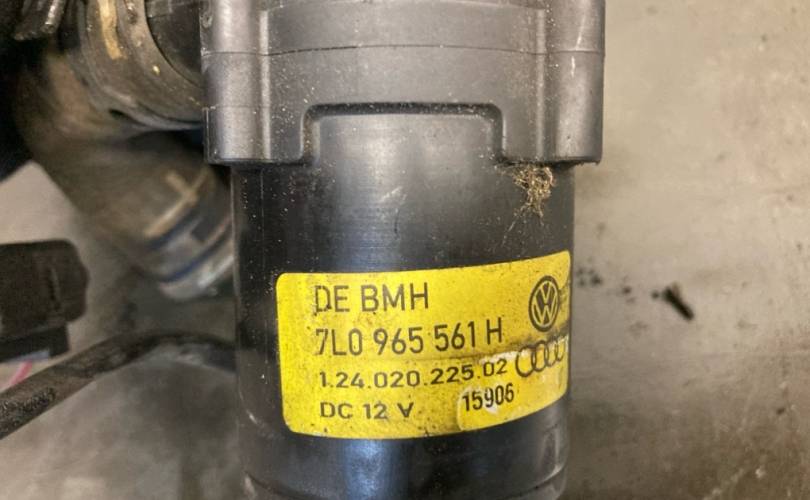 DE BMH
7L0 965 561 H
1.24.020.225.02
DC 12 V 15906